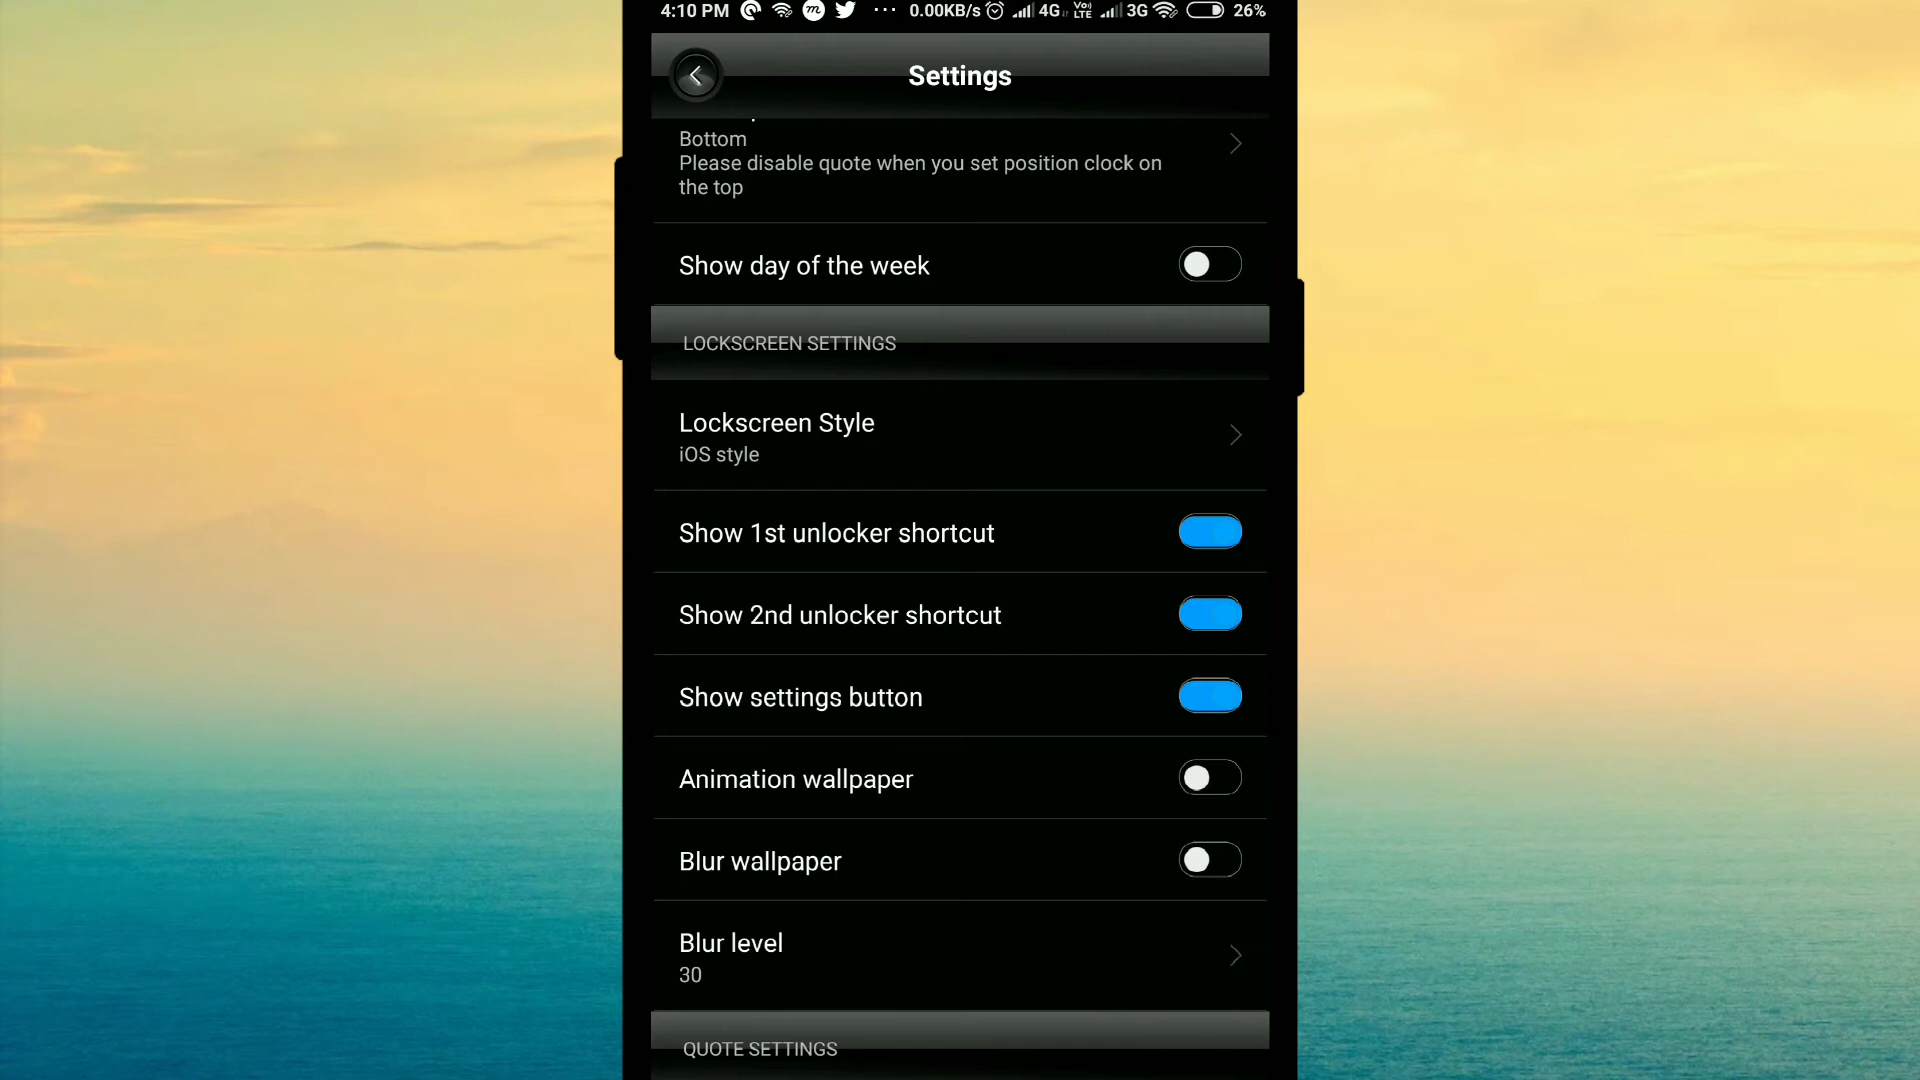 4:10 PM ... 0.00KB/s 4G Vo) LTE 3G 26%
Settings
Bottom
Please disable quote when you set position clock on
the top
Show day of the week
LOCKSCREEN SETTINGS
Lockscreen Style
iOS style
Show 1st unlocker shortcut
Show 2nd unlocker shortcut
Show settings button
Animation wallpaper
Blur wallpaper
Blur level
30
QUOTE SETTINGS